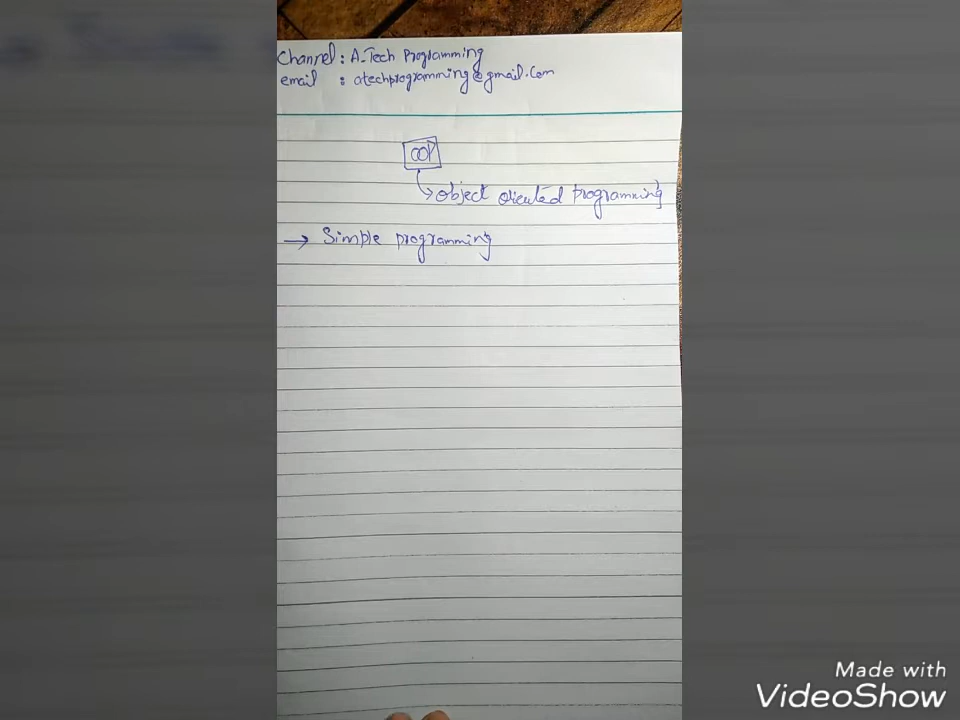 Channel : A-Tech Programming
email : atechprogramming@gmail.com
OOP
Object oriented programming
→ Simple programming
Made with
VideoShow